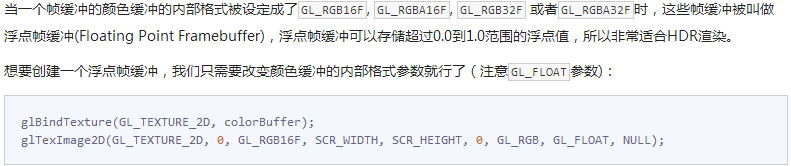 当一个帧缓冲的颜色缓冲的内部格式被设定成了GL_RGB16F, GL_RGBA16F, GL_RGB32F 或者GL_RGBA32F时，这些帧缓冲被叫做
浮点帧缓冲(Floating Point Framebuffer)，浮点帧缓冲可以存储超过0.0到1.0范围的浮点值，所以非常适合HDR渲染。
想要创建一个浮点帧缓冲，我们只需要改变颜色缓冲的内部格式参数就行了（注意GL_FLOAT参数)：
glBindTexture(GL_TEXTURE_2D, colorBuffer);
glTexImage2D(GL_TEXTURE_2D, 0, GL_RGB16F, SCR_WIDTH, SCR_HEIGHT, 0, GL_RGB, GL_FLOAT, NULL);